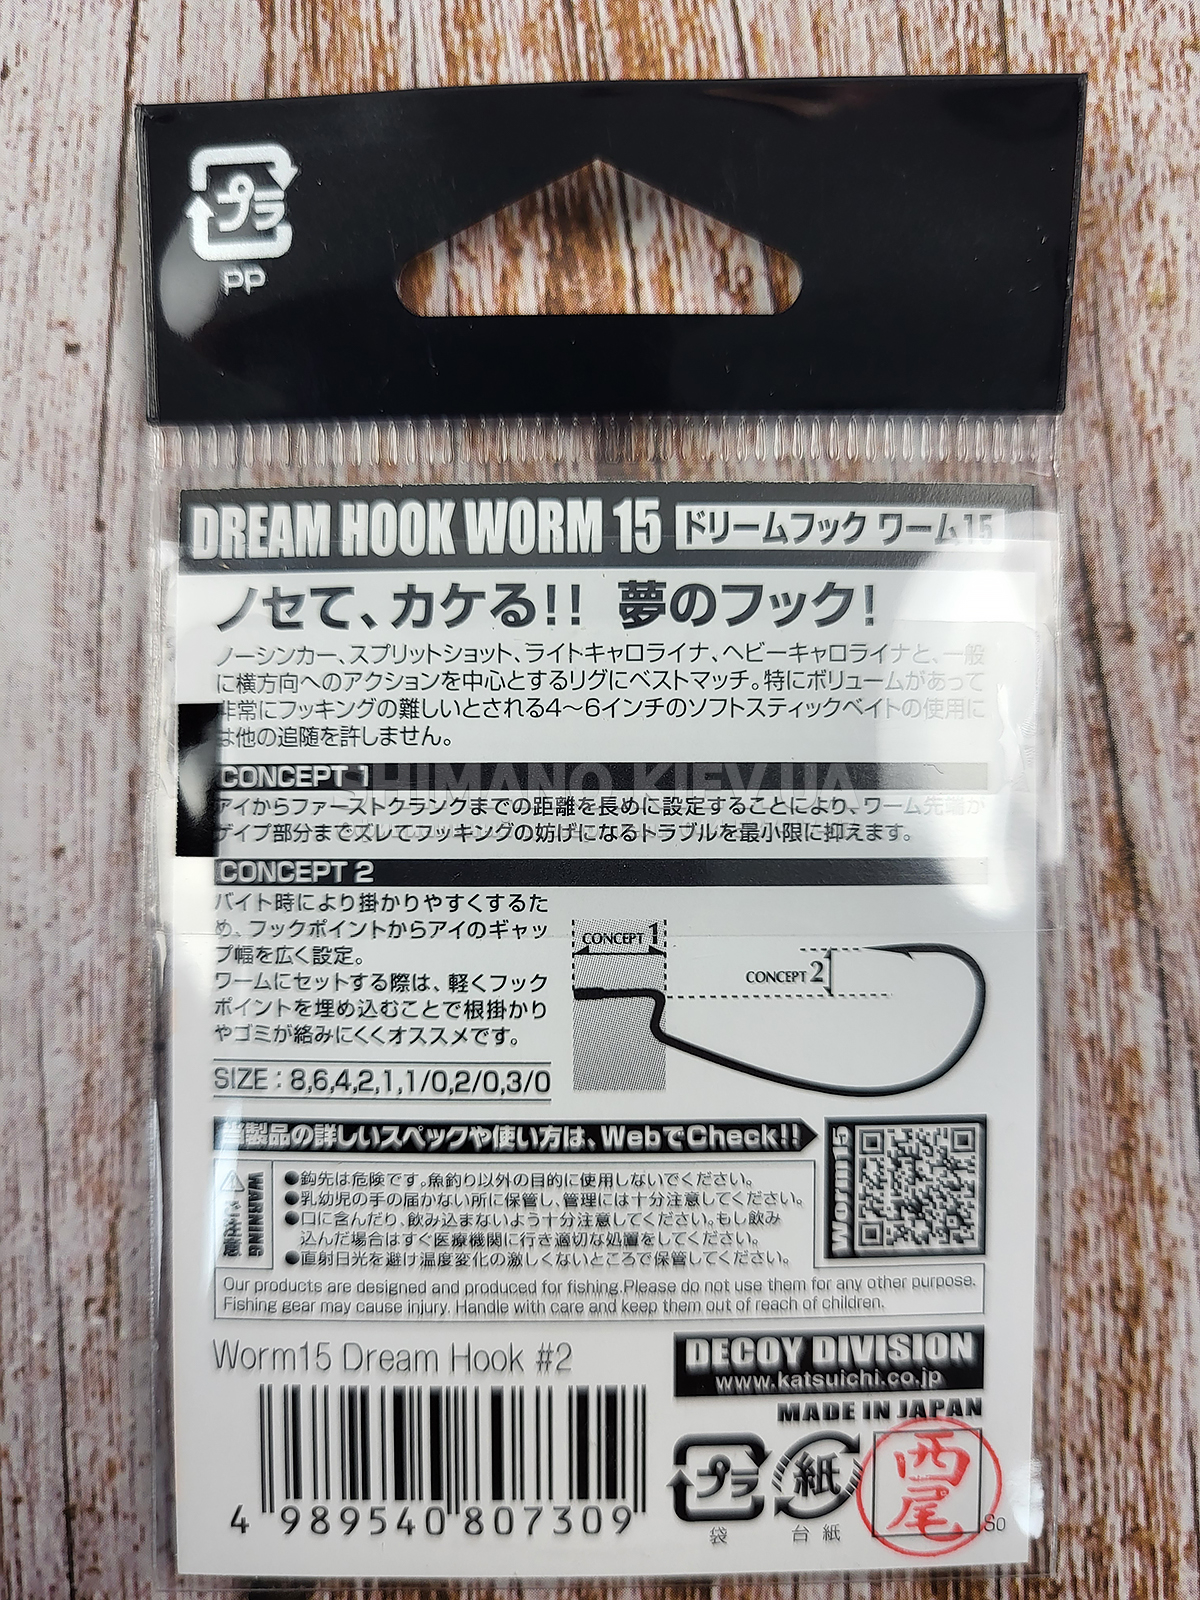 プラ
PP
DREAM HOOK WORM 15 ドリームフック ワーム15
ノセて、カケる!! 夢のフック!
ノーシンカー、スプリットショット、ライトキャロライナ、ヘビーキャロライナと、一般
に横方向へのアクションを中心とするリグにベストマッチ。特にボリュームがあって
非常にフッキングの難しいとされる4〜6インチのソフトスティックベイトの使用に
は他の追随を許しません。
SHIMANO.KIEV.UA
CONCEPT 1
アイからファーストクランクまでの距離を長めに設定することにより、ワーム先端が
ゲイプ部分までズレてフッキングの妨げになるトラブルを最小限に抑えます。
CONCEPT 2
バイト時により掛かりやすくするた
め、フックポイントからアイのギャッ
プ幅を広く設定。
ワームにセットする際は、軽くフック
ポイントを埋め込むことで根掛かり
やゴミが絡みにくくオススメです。
CONCEPT 1
CONCEPT 2
SIZE : 8,6,4,2,1,1/0,2/0,3/0
当製品の詳しいスペックや使い方は、WebでCheck!!
Worm15
WARNING
ご注意
●鈎先は危険です。魚釣り以外の目的に使用しないでください。
●乳幼児の手の届かない所に保管し、管理には十分注意してください。
●口に含んだり、飲み込まないよう十分注意してください。もし飲み
込んだ場合はすぐ医療機関に行き適切な処置をしてください。
●直射日光を避け温度変化の激しくないところで保管してください。
Our products are designed and produced for fishing.Please do not use them for any other purpose.
Fishing gear may cause injury. Handle with care and keep them out of reach of children.
Worm15 Dream Hook #2
DECOY DIVISION
www.katsuichi.co.jp
MADE IN JAPAN
4 989540 807309
プラ
袋
紙
台紙
西尾
S0